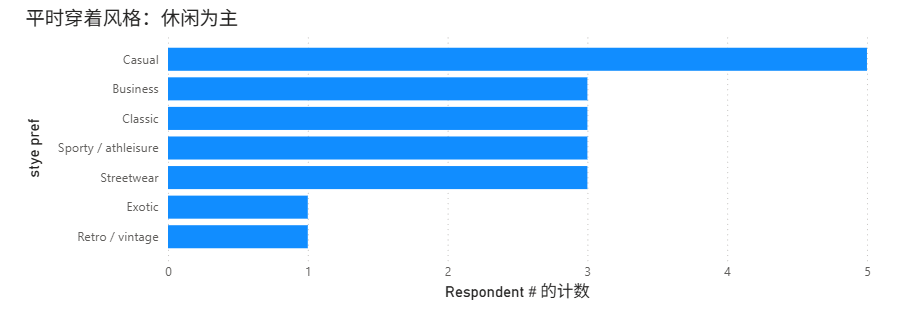 平时穿着风格：休闲为主
stye pref
Casual
Business
Classic
Sporty / athleisure
Streetwear
Exotic
Retro / vintage
0 1 2 3 4 5
Respondent # 的计数